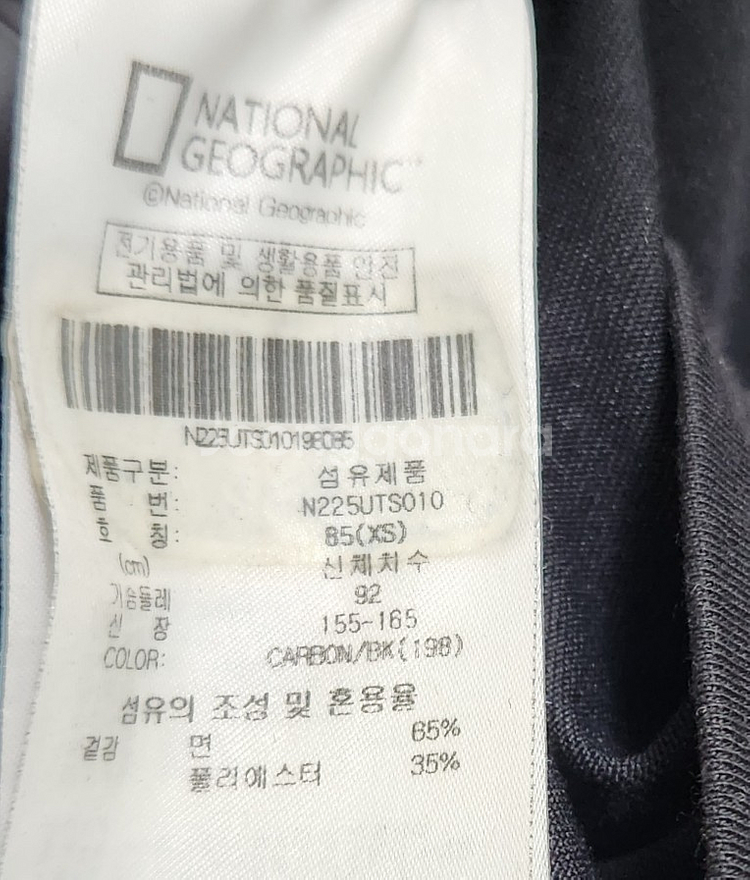 NATIONAL
GEOGRAPHIC
©National Geographic
전기용품 및 생활용품 안전
관리법에 의한 품질표시
N225UTS010198085
제품구분: 섬유제품
품 번: N225UTS010
호 칭: 85(XS)
(cm) 신체치수
가슴둘레 92
신 장 155-165
COLOR: CARBON/BK(198)
섬유의 조성 및 혼용율
겉감 면 65%
폴리에스터 35%